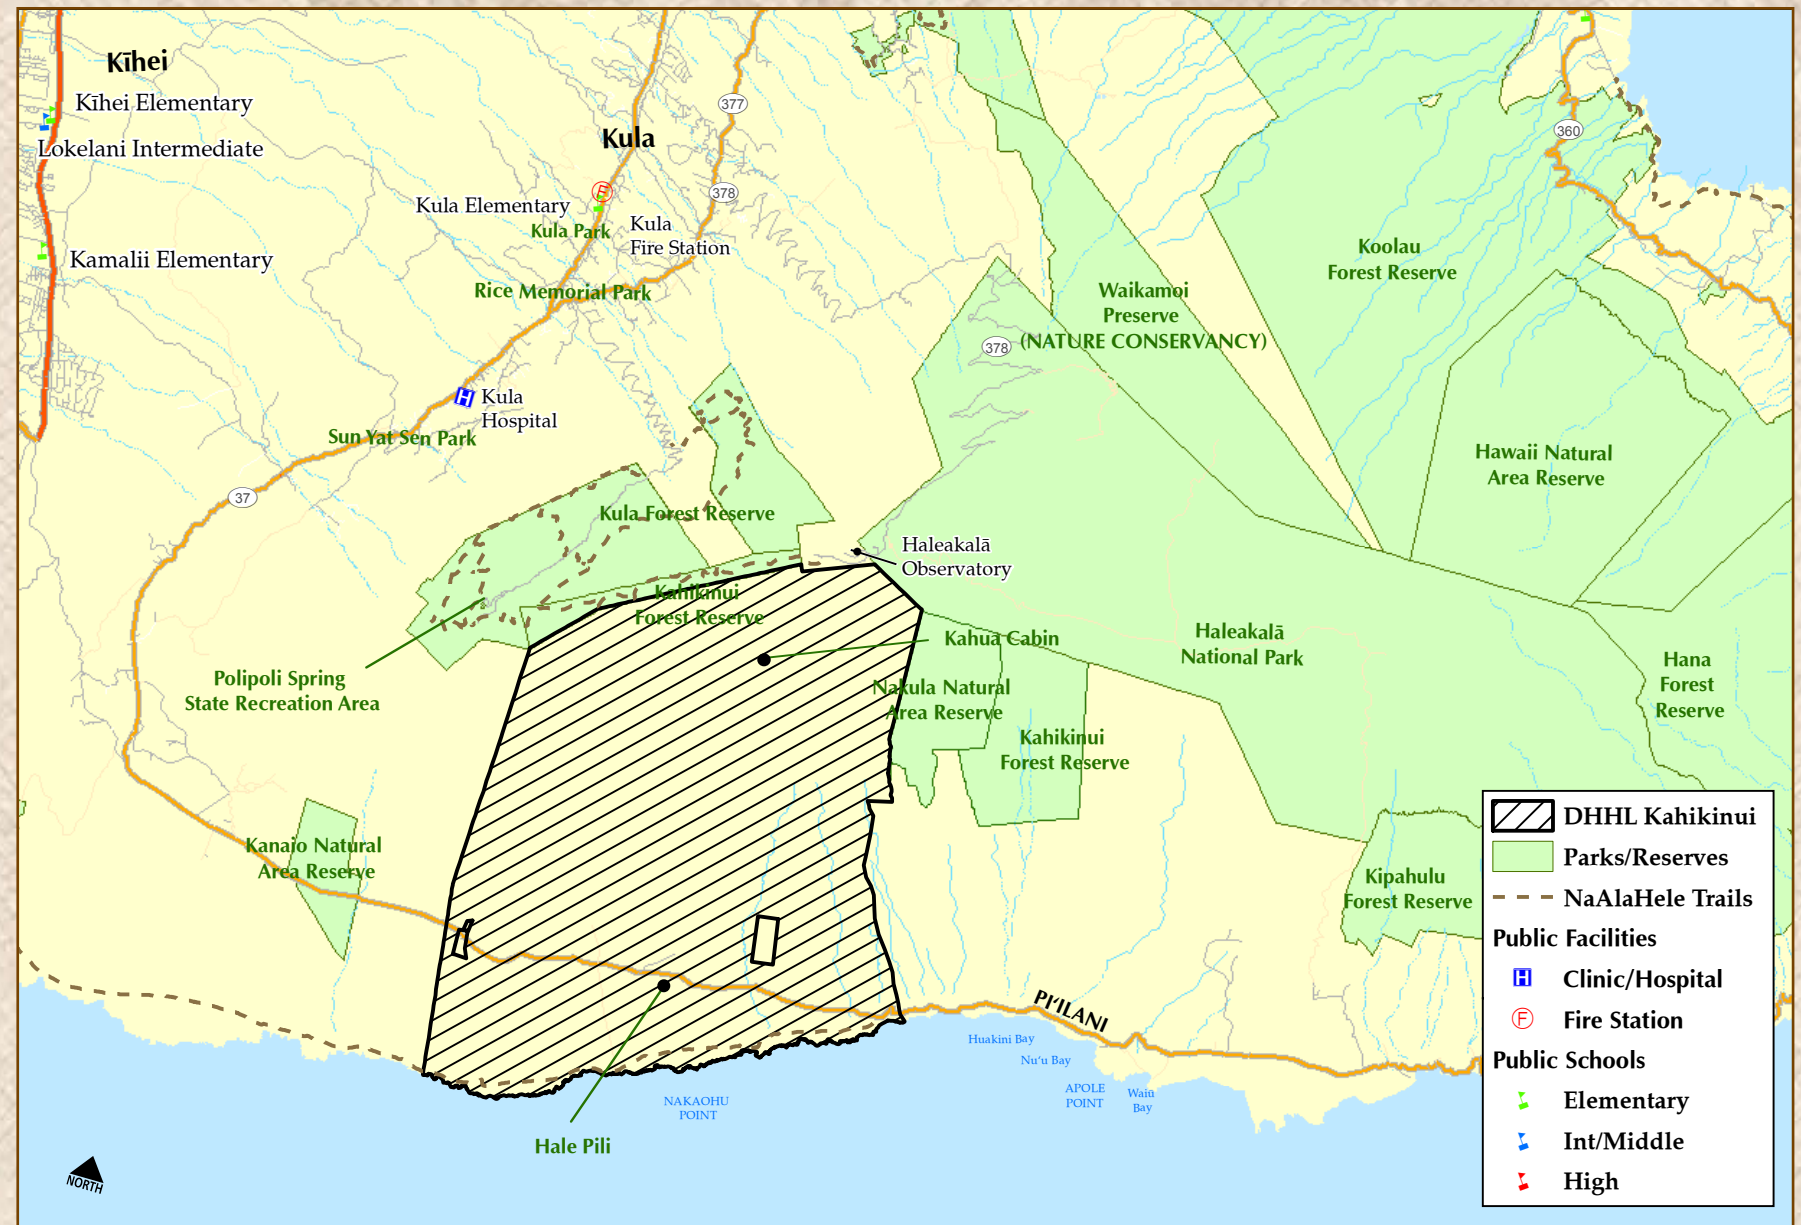 Kīhei
Kīhei Elementary
Lokelani Intermediate
Kamalii Elementary
377
Kula
378
360
Kula Elementary
Kula Park
Kula
Fire Station
Rice Memorial Park
Koolau
Forest Reserve
Waikamoi
Preserve
(NATURE CONSERVANCY)
378
H
Kula
Hospital
Sun Yat Sen Park
37
Hawaii Natural
Area Reserve
Kula Forest Reserve
Haleakalā
Observatory
Kahikinui
Forest Reserve
Kahua Cabin
Haleakalā
National Park
Polipoli Spring
State Recreation Area
Nakula Natural
Area Reserve
Hana
Forest
Reserve
Kahikinui
Forest Reserve
Kanaio Natural
Area Reserve
Kipahulu
Forest Reserve
PIʻILANI
Huakini Bay
Nuʻu Bay
APOLE
POINT
Waiū
Bay
NAKAOHU
POINT
Hale Pili
NORTH
DHHL Kahikinui
Parks/Reserves
NaAlaHele Trails
Public Facilities
H Clinic/Hospital
F Fire Station
Public Schools
Elementary
Int/Middle
High